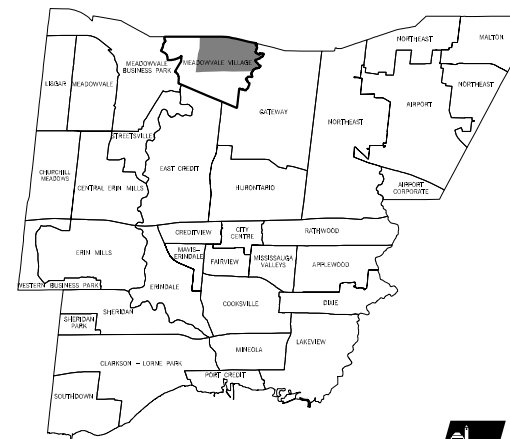 NORTHEAST
MALTON
MEADOWVALE
BUSINESS PARK
MEADOWVALE VILLAGE
LISGAR
MEADOWVALE
NORTHEAST
AIRPORT
GATEWAY
NORTHEAST
STREETSVILLE
EAST CREDIT
CHURCHILL
MEADOWS
CENTRAL ERIN MILLS
HURONTARIO
AIRPORT
CORPORATE
CREDITVIEW
CITY
CENTRE
RATHWOOD
ERIN MILLS
MAVIS-
ERINDALE
FAIRVIEW
MISSISSAUGA
VALLEYS
APPLEWOOD
WESTERN BUSINESS PARK
ERINDALE
COOKSVILLE
DIXIE
SHERIDAN
SHERIDAN
PARK
LAKEVIEW
MINEOLA
CLARKSON - LORNE PARK
PORT CREDIT
SOUTHDOWN